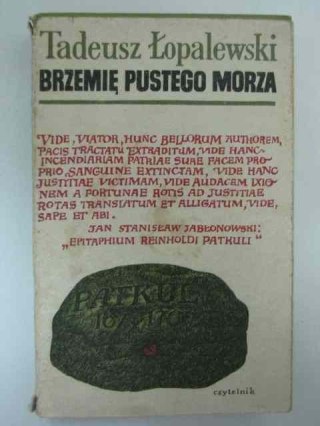 Tadeusz Łopalewski
BRZEMIĘ PUSTEGO MORZA
VIDE, VIATOR, HUNC BELLORUM AUTHOREM,
PACIS TRACTATU EXTRADITUM, VIDE HANC
INCENDIARIAM PATRIAE SUAE FACEM PRO-
PRIO, SANGUINE EXTINCTAM, VIDE HANC
JUSTITIAE VICTIMAM, VIDE AUDACEM IXIO-
NEM A FORTUNAE ROTIS AD JUSTITIAE
ROTAS TRANSLATUM ET ALLIGATUM, VIDE,
SAPE ET ABI.
JAN STANISŁAW JABŁONOWSKI:
„EPITAPHIUM REINHOLDI PATKULI"
PATKUL
czytelnik